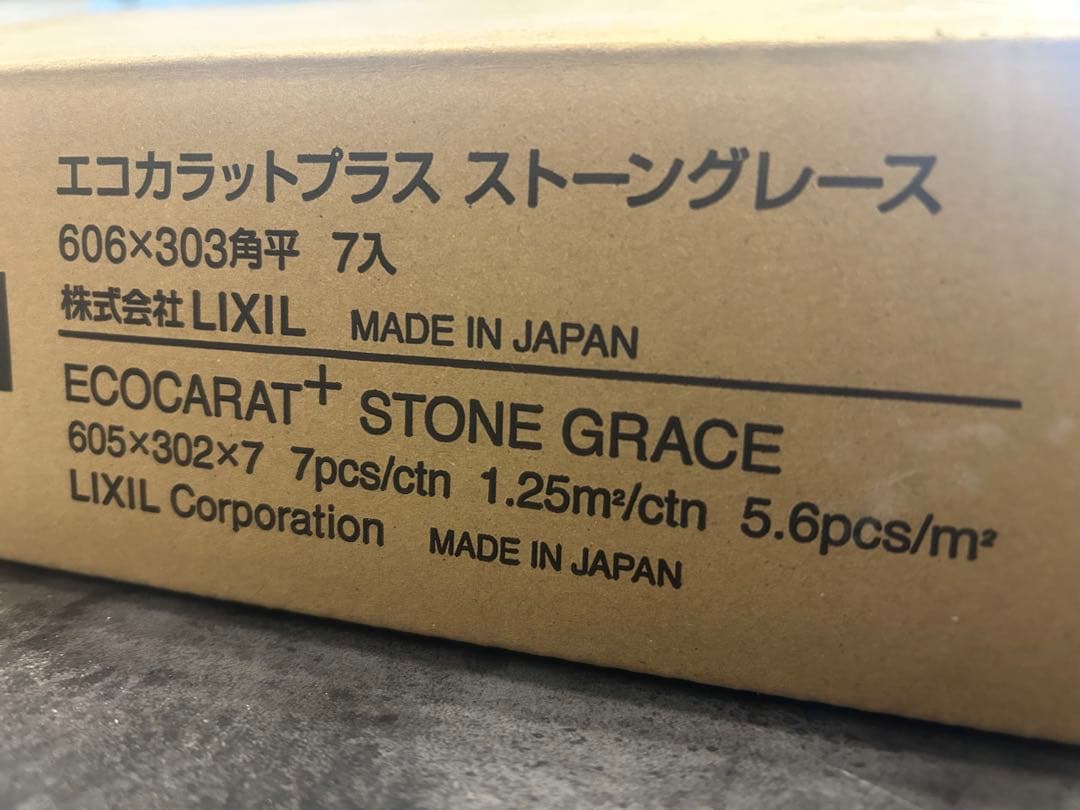 エコカラットプラス ストーングレース
606×303角平 7入
株式会社 LIXIL MADE IN JAPAN
ECOCARAT+ STONE GRACE
605×302×7 7pcs/ctn 1.25m²/ctn 5.6pcs/m²
LIXIL Corporation MADE IN JAPAN